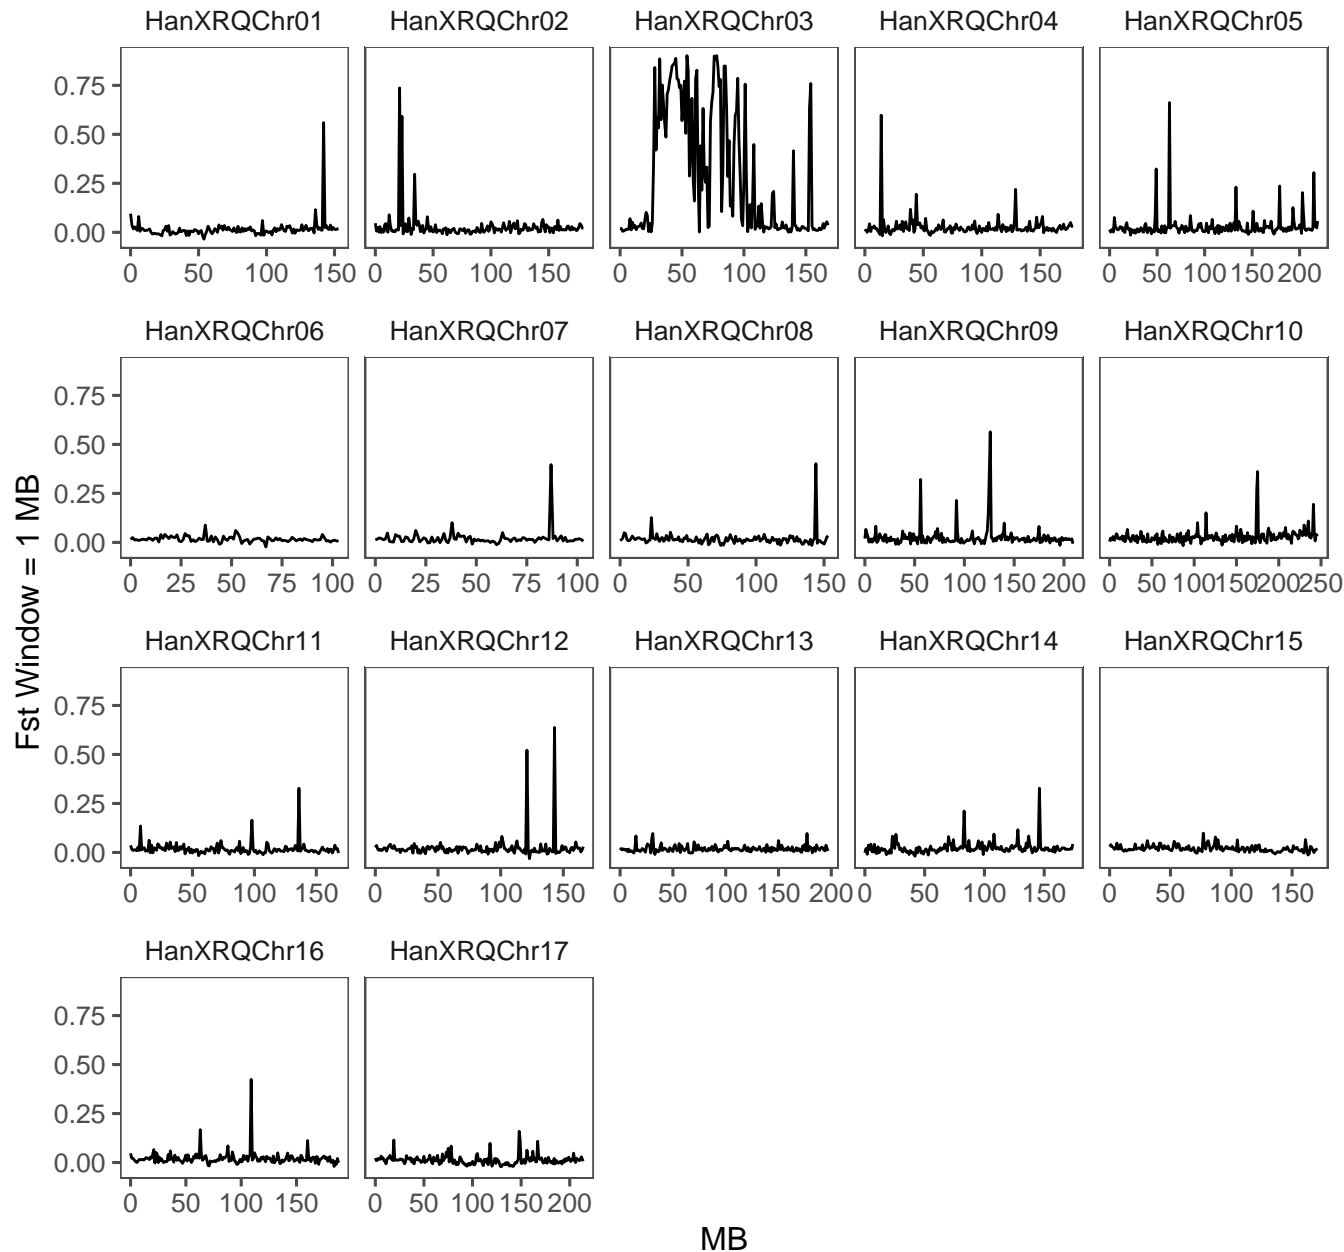 HanXRQChr01 HanXRQChr02 HanXRQChr03 HanXRQChr04 HanXRQChr05
0.75
0.50
0.25
0.00
0 50 100 150 0 50 100 150 0 50 100 150 0 50 100 150 0 50 100 150 200
HanXRQChr06 HanXRQChr07 HanXRQChr08 HanXRQChr09 HanXRQChr10
0.75
0.50
0.25
0.00
0 25 50 75 100 0 25 50 75 100 0 50 100 150 0 50 100 150 200 0 50 100 150 200 250
Fst Window = 1 MB
HanXRQChr11 HanXRQChr12 HanXRQChr13 HanXRQChr14 HanXRQChr15
0.75
0.50
0.25
0.00
0 50 100 150 0 50 100 150 0 50 100 150 200 0 50 100 150 0 50 100 150
HanXRQChr16 HanXRQChr17
0.75
0.50
0.25
0.00
0 50 100 150 0 50 100 150 200
MB